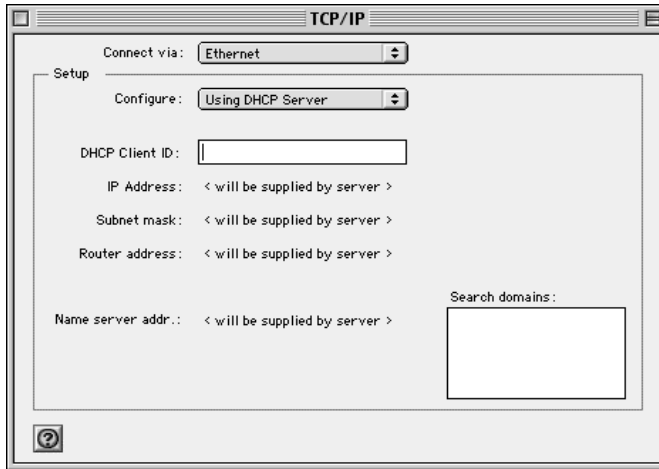 TCP/IP
Connect via: Ethernet
Setup
Configure: Using DHCP Server
DHCP Client ID:
IP Address: < will be supplied by server >
Subnet mask: < will be supplied by server >
Router address: < will be supplied by server >
Search domains:
Name server addr.: < will be supplied by server >
?